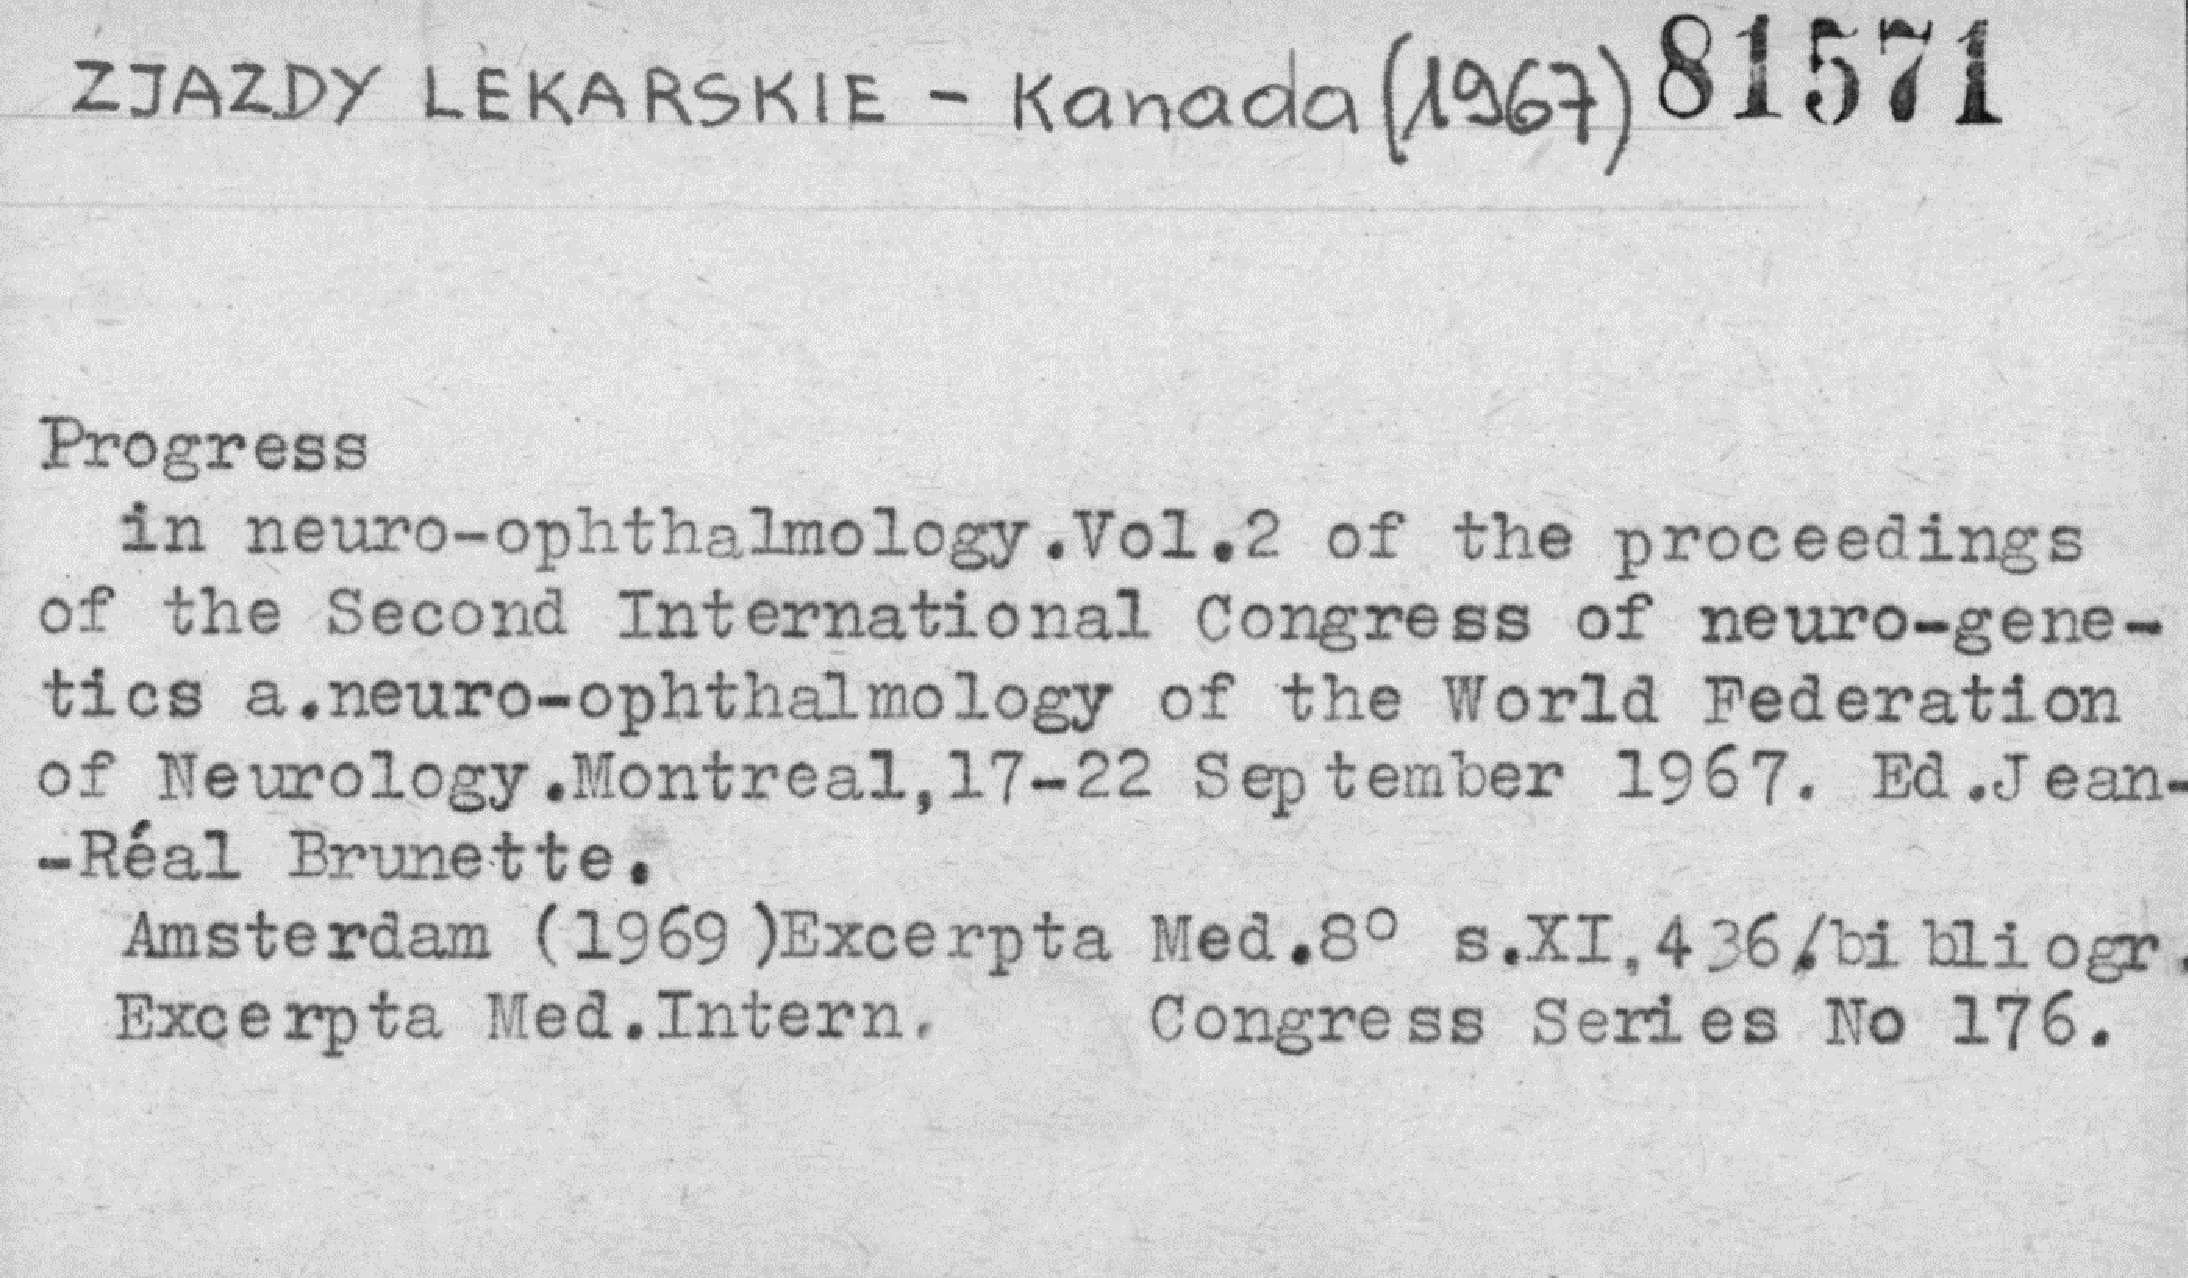 ZJAZDY LEKARSKIE - Kanada (1967) 81571
Progress
in neuro-ophthalmology.Vol.2 of the proceedings
of the Second International Congress of neuro-gene-
tics a.neuro-ophthalmology of the World Federation
of Neurology.Montreal,17-22 September 1967. Ed.Jean-
-Réal Brunette.
Amsterdam (1969)Excerpta Med.8° s.XI,436/bibliogr.
Excerpta Med.Intern. Congress Series No 176.